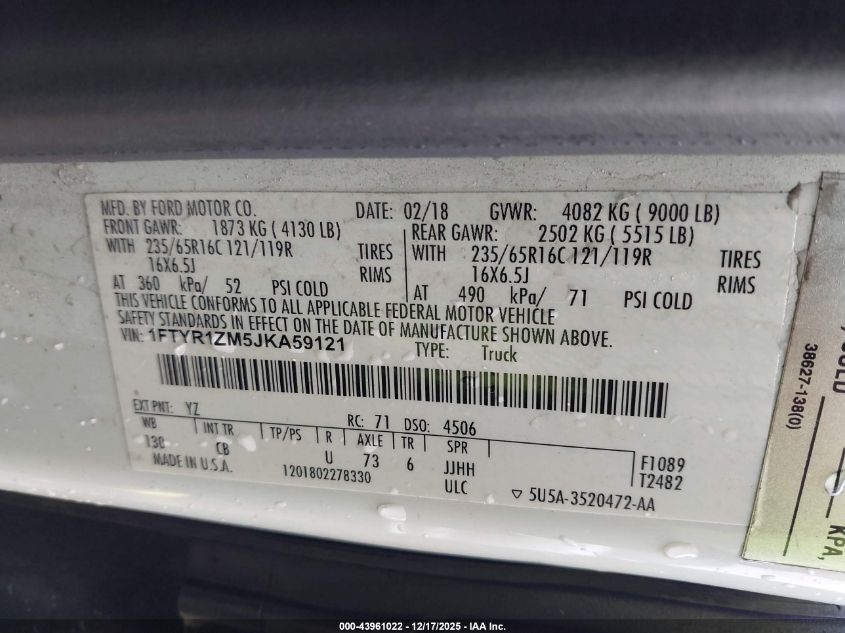 MFD. BY FORD MOTOR CO. DATE: 02/18 GVWR: 4082 KG ( 9000 LB)
FRONT GAWR: 1873 KG ( 4130 LB) REAR GAWR: 2502 KG ( 5515 LB)
WITH 235/65R16C 121/119R TIRES WITH 235/65R16C 121/119R TIRES
16X6.5J RIMS 16X6.5J RIMS
AT 360 kPa/ 52 PSI COLD AT 490 kPa/ 71 PSI COLD
THIS VEHICLE CONFORMS TO ALL APPLICABLE FEDERAL MOTOR VEHICLE
SAFETY STANDARDS IN EFFECT ON THE DATE OF MANUFACTURE SHOWN ABOVE.
VIN: 1FTYR1ZM5JKA59121 TYPE: Truck
EXT PNT: YZ RC: 71 DSO: 4506
WB INT TR TP/PS R AXLE TR SPR
130 CB U 73 6 JJHH F1089
MADE IN U.S.A. 1201802278330 ULC T2482
5U5A-3520472-AA
38627-138(0)
KPA,
000-43961022 - 12/17/2025 - IAA Inc.